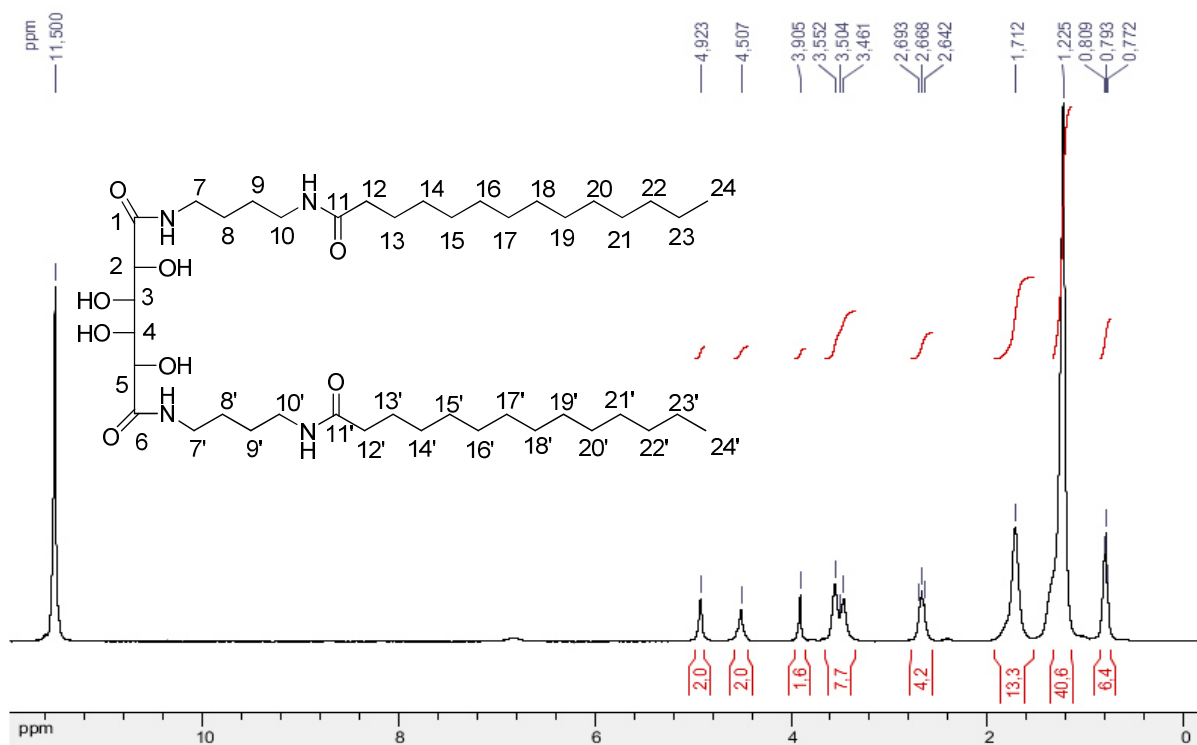 ppm
11,500
4,923
4,507
3,905
3,552
3,504
3,461
2,693
2,668
2,642
1,712
1,225
0,809
0,793
0,772
O 7 9 H 12 14 16 18 20 22 24
1 N 11
H 8 10 O 13 15 17 19 21 23
2 OH
HO 3
HO 4
5 OH
H 8' 10' O 13' 15' 17' 19' 21' 23'
O 6 N 7' 9' N 11' 12' 14' 16' 18' 20' 22' 24'
H
2,0 2,0 1,6 7,7 4,2 13,3 40,6 6,4
ppm 10 8 6 4 2 0